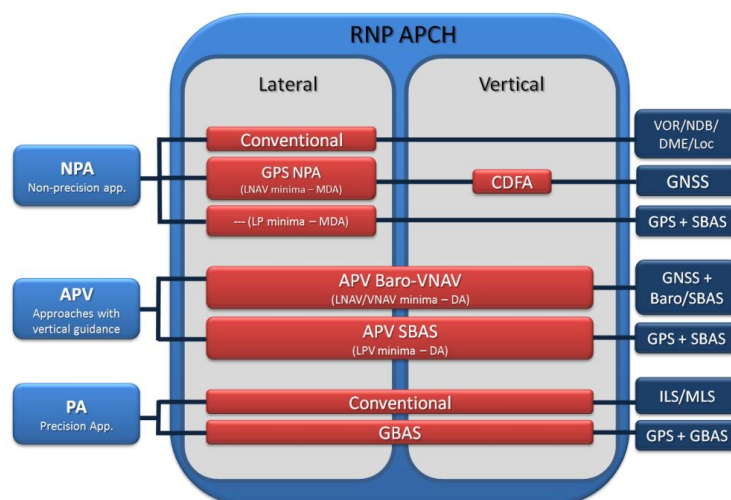 RNP APCH
Lateral
Vertical
NPA
Non-precision app.
Conventional
VOR/NDB/
DME/Loc
GPS NPA
(LNAV minima – MDA)
CDFA
GNSS
--- (LP minima – MDA)
GPS + SBAS
APV
Approaches with
vertical guidance
APV Baro-VNAV
(LNAV/VNAV minima – DA)
GNSS +
Baro/SBAS
APV SBAS
(LPV minima – DA)
GPS + SBAS
PA
Precision App.
Conventional
ILS/MLS
GBAS
GPS + GBAS